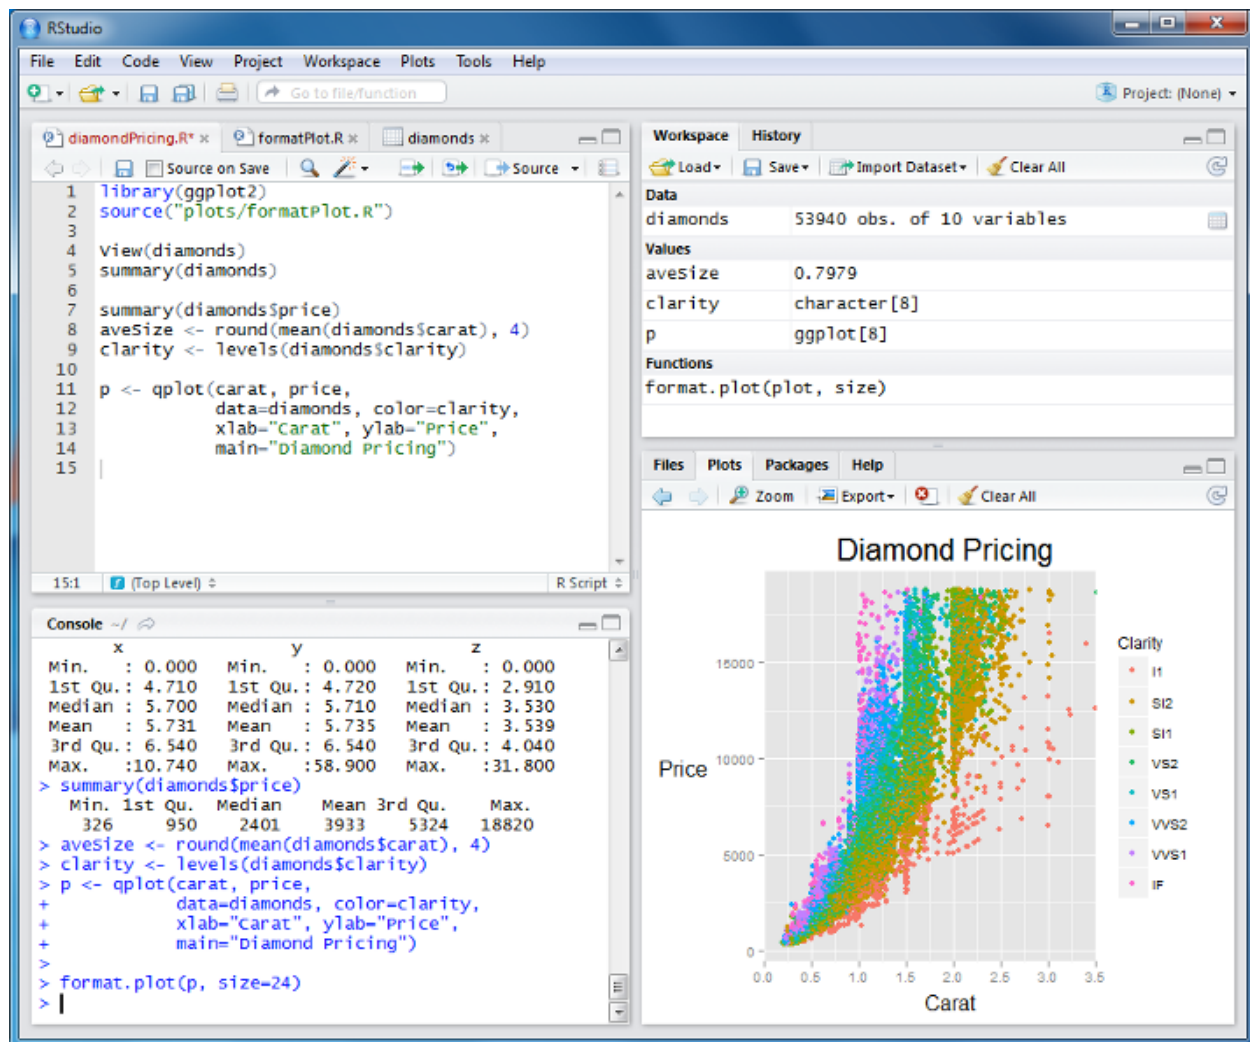 RStudio
File Edit Code View Project Workspace Plots Tools Help
Go to file/function
Project: (None)
diamondPricing.R* formatPlot.R diamonds
Source on Save Source
1 library(ggplot2)
2 source("plots/formatPlot.R")
3
4 View(diamonds)
5 summary(diamonds)
6
7 summary(diamonds$price)
8 aveSize <- round(mean(diamonds$carat), 4)
9 clarity <- levels(diamonds$clarity)
10
11 p <- qplot(carat, price,
12 data=diamonds, color=clarity,
13 xlab="Carat", ylab="Price",
14 main="Diamond Pricing")
15
15:1 (Top Level) R Script
Console ~/
x y z
Min. : 0.000 Min. : 0.000 Min. : 0.000
1st Qu.: 4.710 1st Qu.: 4.720 1st Qu.: 2.910
Median : 5.700 Median : 5.710 Median : 3.530
Mean : 5.731 Mean : 5.735 Mean : 3.539
3rd Qu.: 6.540 3rd Qu.: 6.540 3rd Qu.: 4.040
Max. :10.740 Max. :58.900 Max. :31.800
> summary(diamonds$price)
Min. 1st Qu. Median Mean 3rd Qu. Max.
326 950 2401 3933 5324 18820
> aveSize <- round(mean(diamonds$carat), 4)
> clarity <- levels(diamonds$clarity)
> p <- qplot(carat, price,
+ data=diamonds, color=clarity,
+ xlab="Carat", ylab="Price",
+ main="Diamond Pricing")
>
> format.plot(p, size=24)
>
Workspace History
Load Save Import Dataset Clear All
Data
diamonds 53940 obs. of 10 variables
Values
aveSize 0.7979
clarity character[8]
p ggplot[8]
Functions
format.plot(plot, size)
Files Plots Packages Help
Zoom Export Clear All
Diamond Pricing
Price
15000
10000
5000
0
0.0 0.5 1.0 1.5 2.0 2.5 3.0 3.5
Carat
Clarity
I1
SI2
SI1
VS2
VS1
VVS2
VVS1
IF